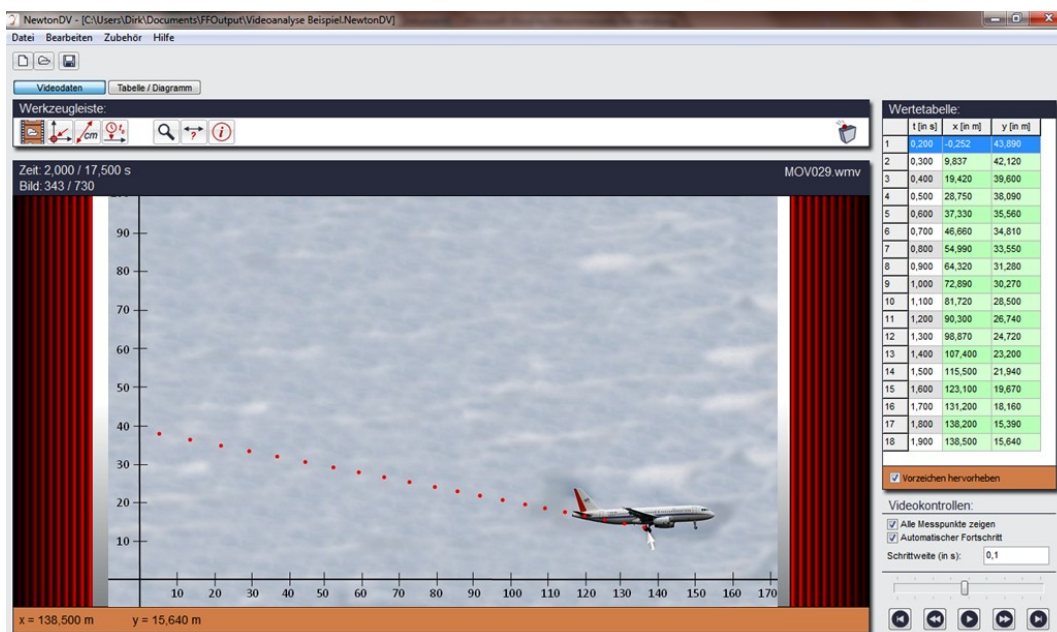 NewtonDV - [C:\Users\Dirk\Documents\FFOutput\Videoanalyse Beispiel.NewtonDV]
Datei Bearbeiten Zubehör Hilfe
Videodaten Tabelle / Diagramm
Werkzeugleiste:
cm
?
i
Zeit: 2,000 / 17,500 s
MOV029.wmv
Bild: 343 / 730
90
80
70
60
50
40
30
20
10
10 20 30 40 50 60 70 80 90 100 110 120 130 140 150 160 170
x = 138,500 m y = 15,640 m
Wertetabelle:
t [in s] x [in m] y [in m]
1 0,200 -0,252 43,890
2 0,300 9,837 42,120
3 0,400 19,420 39,600
4 0,500 28,750 38,090
5 0,600 37,330 35,560
6 0,700 46,660 34,810
7 0,800 54,990 33,550
8 0,900 64,320 31,280
9 1,000 72,890 30,270
10 1,100 81,720 28,500
11 1,200 90,300 26,740
12 1,300 98,870 24,720
13 1,400 107,400 23,200
14 1,500 115,500 21,940
15 1,600 123,100 19,670
16 1,700 131,200 18,160
17 1,800 138,200 15,390
18 1,900 138,500 15,640
Vorzeichen hervorheben
Videokontrollen:
Alle Messpunkte zeigen
Automatischer Fortschritt
Schrittweite (in s): 0,1